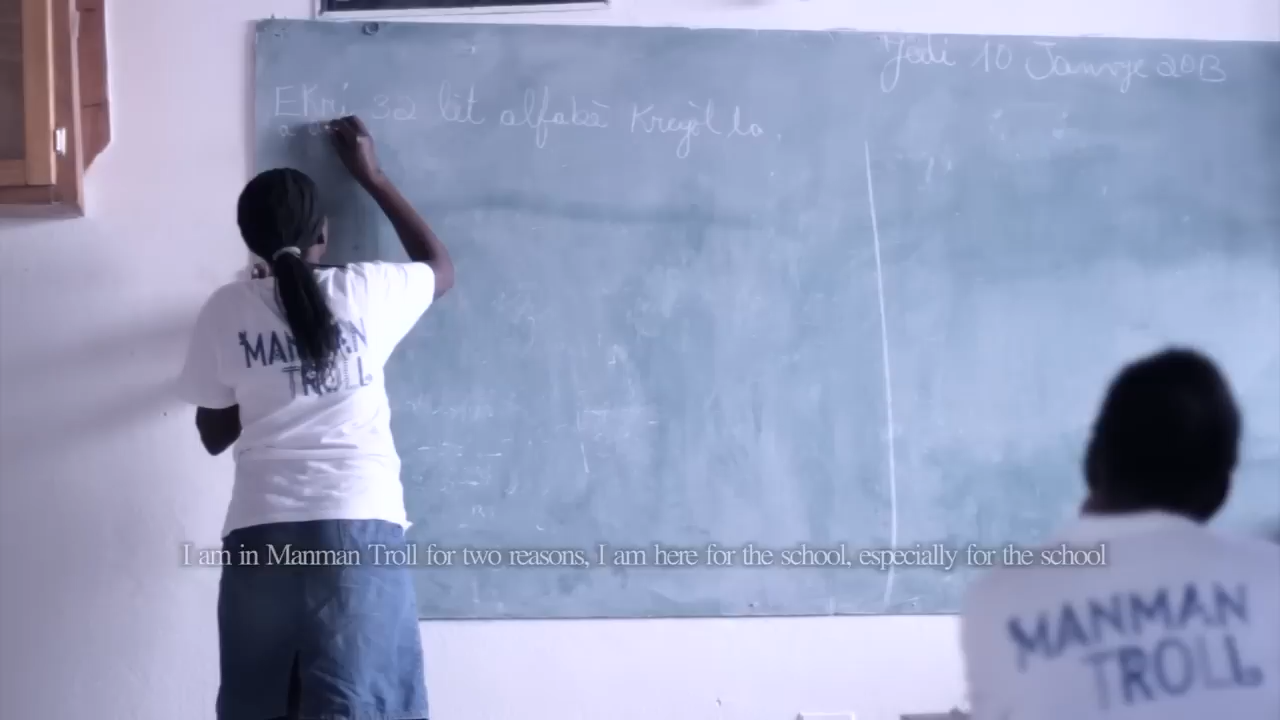 Jedi 10 Janvye 2013
EKri 32 lèt alfabè Kreyòl la.
MANMAN
TROLL
I am in Manman Troll for two reasons, I am here for the school, especially for the school
MANMAN
TROLL